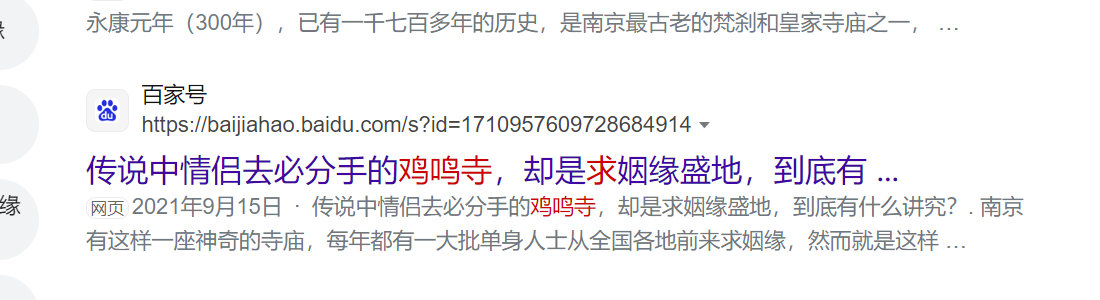 缘
永康元年（300年），已有一千七百多年的历史，是南京最古老的梵刹和皇家寺庙之一， ...
百家号
du
https://baijiahao.baidu.com/s?id=1710957609728684914
传说中情侣去必分手的鸡鸣寺，却是求姻缘盛地，到底有 ...
缘
网页 2021年9月15日 · 传说中情侣去必分手的鸡鸣寺，却是求姻缘盛地，到底有什么讲究？. 南京
有这样一座神奇的寺庙，每年都有一大批单身人士从全国各地前来求姻缘，然而就是这样 ...